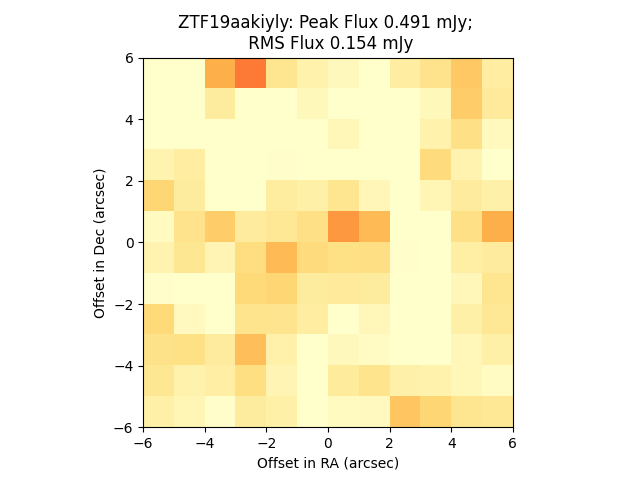 ZTF19aakiyly: Peak Flux 0.491 mJy;
RMS Flux 0.154 mJy
6
4
2
0
−2
−4
−6
Offset in Dec (arcsec)
−6 −4 −2 0 2 4 6
Offset in RA (arcsec)